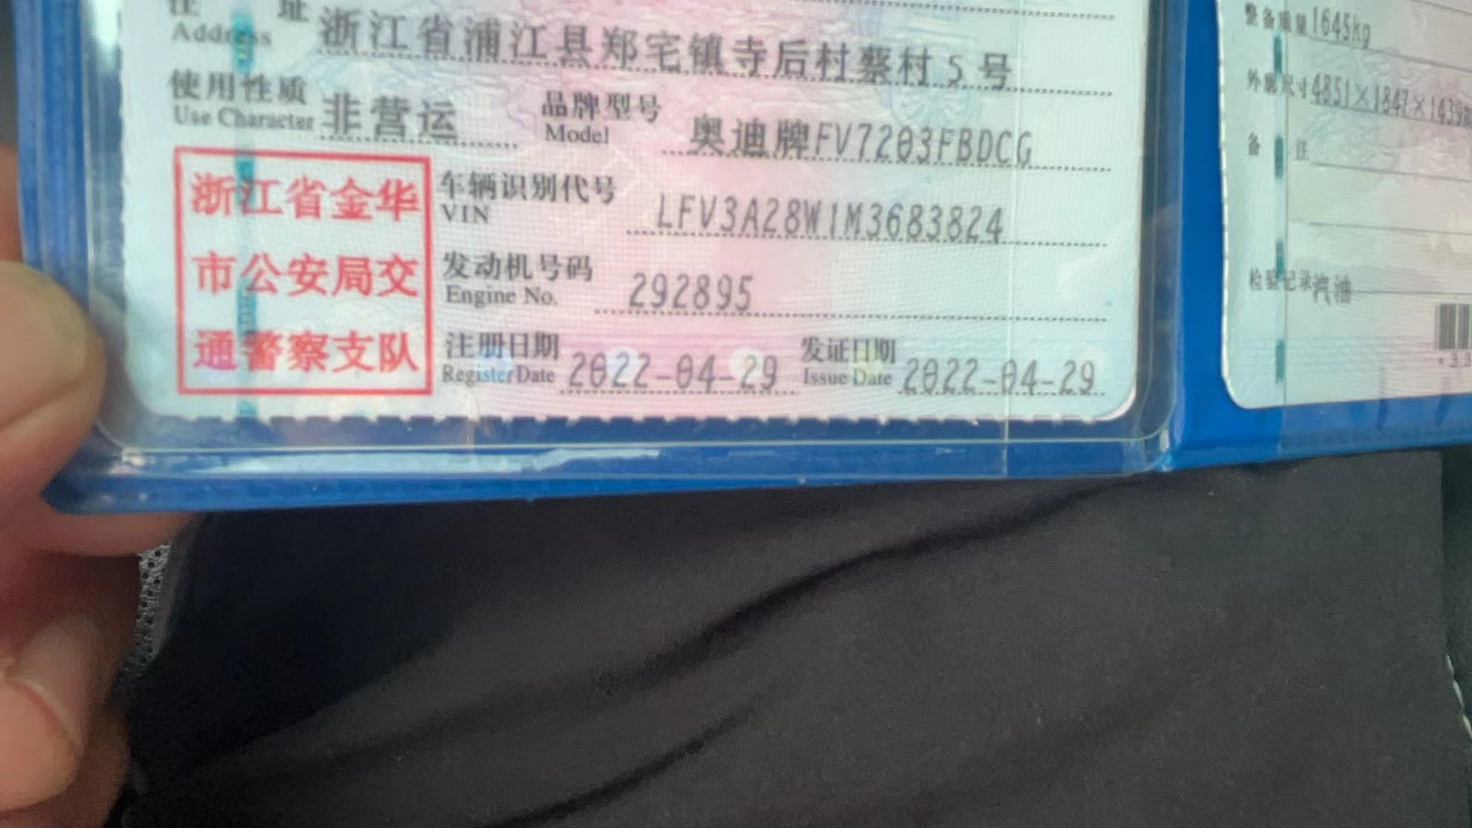 住 址 浙江省浦江县郑宅镇寺后村蔡村5号
Address
使用性质 非营运 品牌型号 奥迪牌FV7203FBDCG
Use Character Model
浙江省金华
市公安局交
通警察支队
车辆识别代号 LFV3A28W1M3683824
VIN
发动机号码 292895
Engine No.
注册日期 2022-04-29 发证日期 2022-04-29
Register Date Issue Date
整备质量 1645kg
外廓尺寸 4851×1847×1439
备 注
检验记录 汽油